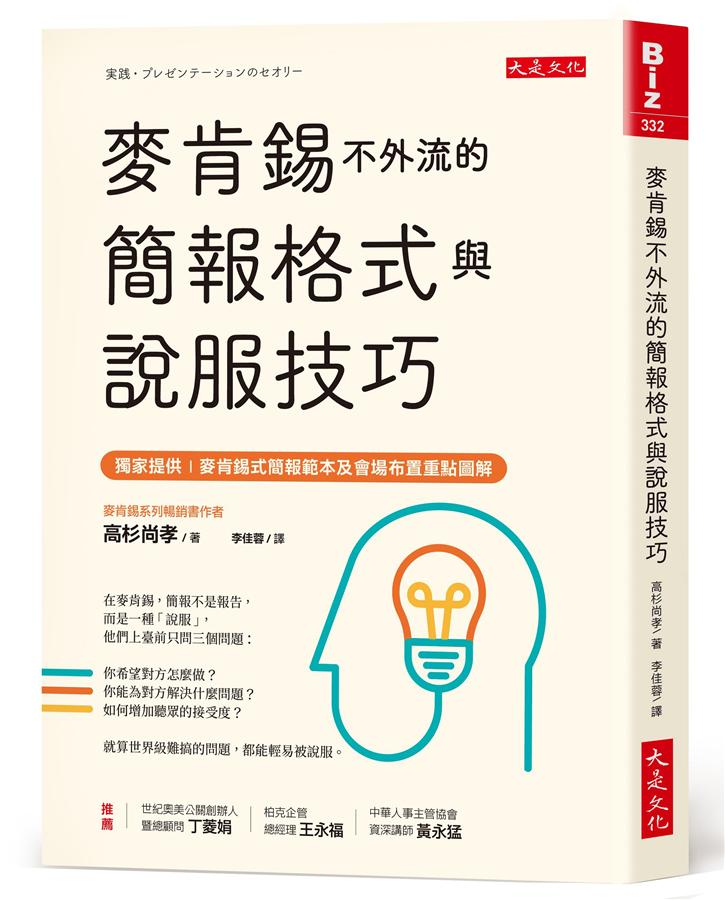 実践・プレゼンテーションのセオリー
大是文化
麥肯錫不外流的
簡報格式與
說服技巧
獨家提供｜麥肯錫式簡報範本及會場布置重點圖解
麥肯錫系列暢銷書作者
高杉尚孝／著 李佳蓉／譯
在麥肯錫，簡報不是報告，
而是一種「說服」，
他們上臺前只問三個問題：
你希望對方怎麼做？
你能為對方解決什麼問題？
如何增加聽眾的接受度？
就算世界級難搞的問題，都能輕易被說服。
推薦
世紀奧美公關創辦人
暨總顧問 丁菱娟
柏克企管
總經理 王永福
中華人事主管協會
資深講師 黃永猛
Biz
332
麥肯錫不外流的簡報格式與說服技巧
高杉尚孝／著 李佳蓉／譯
大是文化